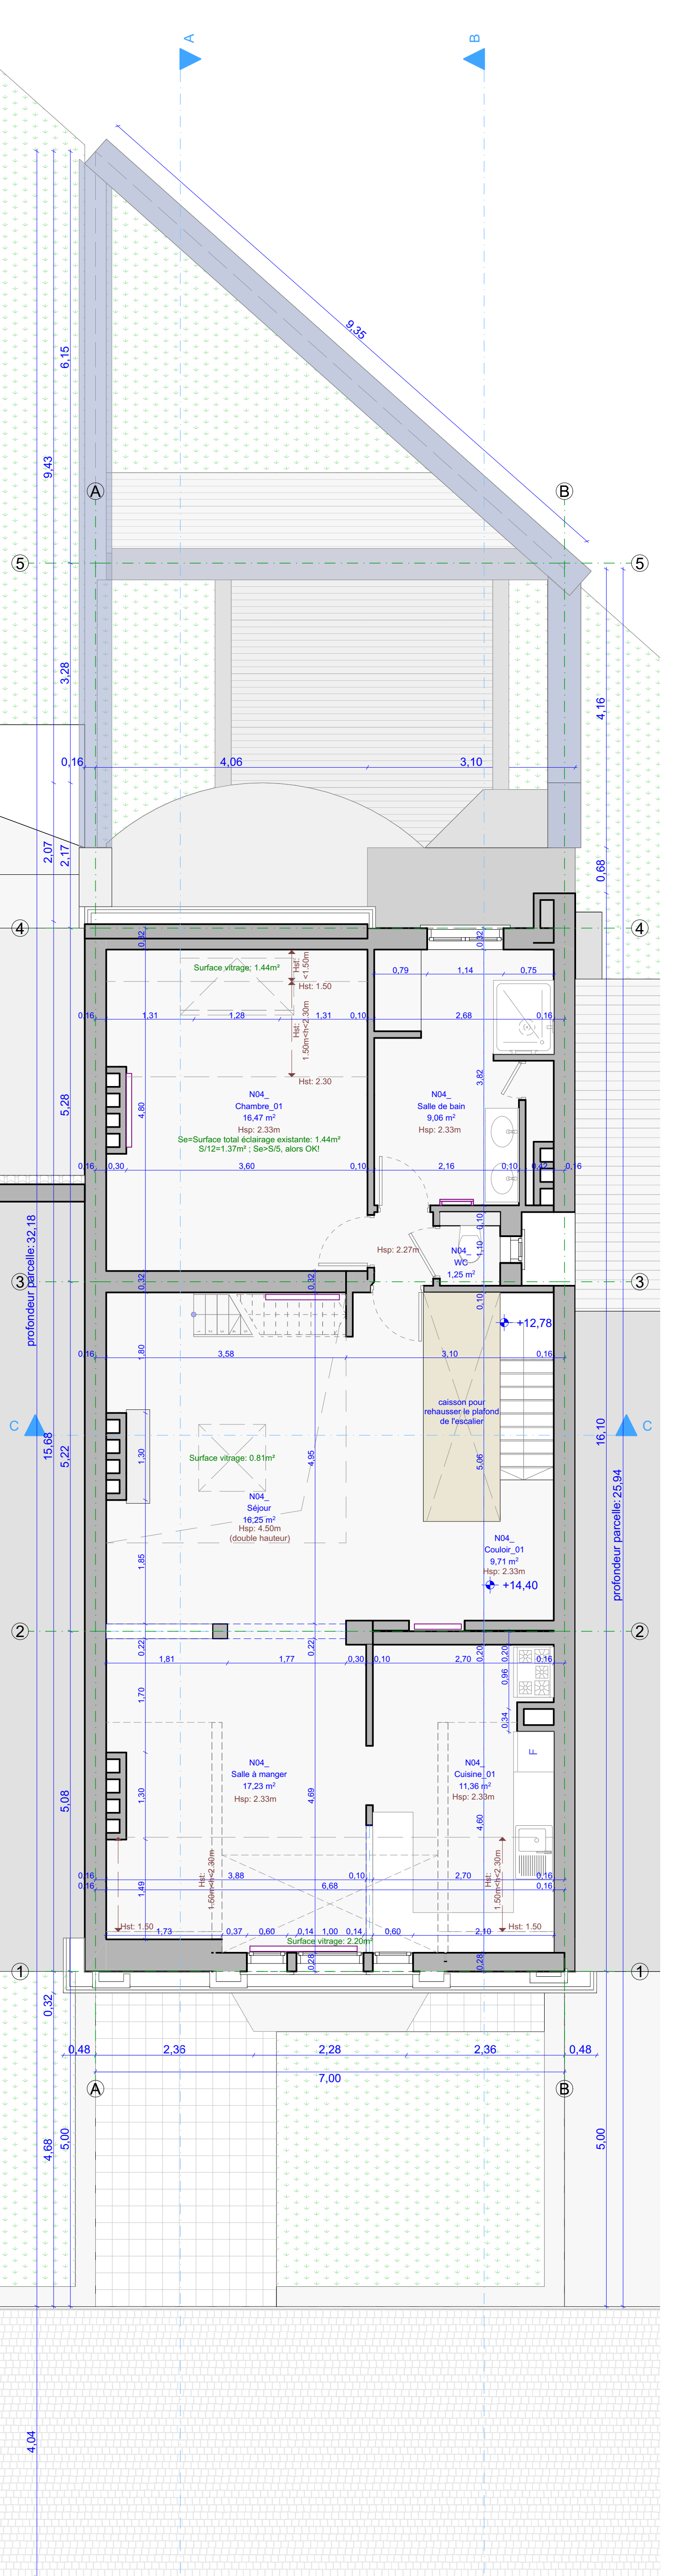 A
B
9,35
6,15
9,43
A
B
5
5
3,28
4,16
0,16
4,06
3,10
2,07
2,17
0,68
4
4
0,32
0,32
Surface vitrage; 1.44m²
Hst:
<1.50m
Hst: 1.50
0,79
1,14
0,75
0,16
1,31
1,28
1,31
0,10
2,68
0,16
Hst:
1.50m<h<2.30m
Hst: 2.30
3,82
5,28
4,80
N04_
Chambre_01
16,47 m²
Hsp: 2.33m
Se=Surface total éclairage existante: 1.44m²
S/12=1.37m² ; Se>S/5, alors OK!
N04_
Salle de bain
9,06 m²
Hsp: 2.33m
0,16
0,30
3,60
0,10
2,16
0,10
0,42
0,16
profondeur parcelle: 32,18
Hsp: 2.27m
N04_
WC
1,25 m²
0,10
1,10
3
3
0,32
0,32
0,10
+12,78
1,80
0,16
3,58
3,10
0,16
caisson pour
rehausser le plafond
de l'escalier
C
C
15,68
5,22
16,10
1,30
Surface vitrage: 0.81m²
4,95
5,06
N04_
Séjour
16,25 m²
Hsp: 4.50m
(double hauteur)
profondeur parcelle: 25,94
N04_
Couloir_01
9,71 m²
Hsp: 2.33m
+14,40
1,85
2
2
0,22
0,22
0,20
0,20
1,81
1,77
0,30
0,10
2,70
0,16
0,96
1,70
0,34
N04_
Salle à manger
17,23 m²
Hsp: 2.33m
N04_
Cuisine_01
11,36 m²
Hsp: 2.33m
F
5,08
1,30
4,69
4,60
Hst:
1.50m<h<2.30m
Hst:
1.50m<h<2.30m
0,16
3,88
0,10
2,70
0,16
0,16
6,68
0,16
1,49
Hst: 1.50
Hst: 1.50
1,73
0,37
0,60
0,14
1,00
0,14
0,60
2,10
Surface vitrage: 2.20m²
0,28
0,28
1
1
0,32
0,48
2,36
2,28
2,36
0,48
7,00
A
B
4,68
5,00
5,00
4,04